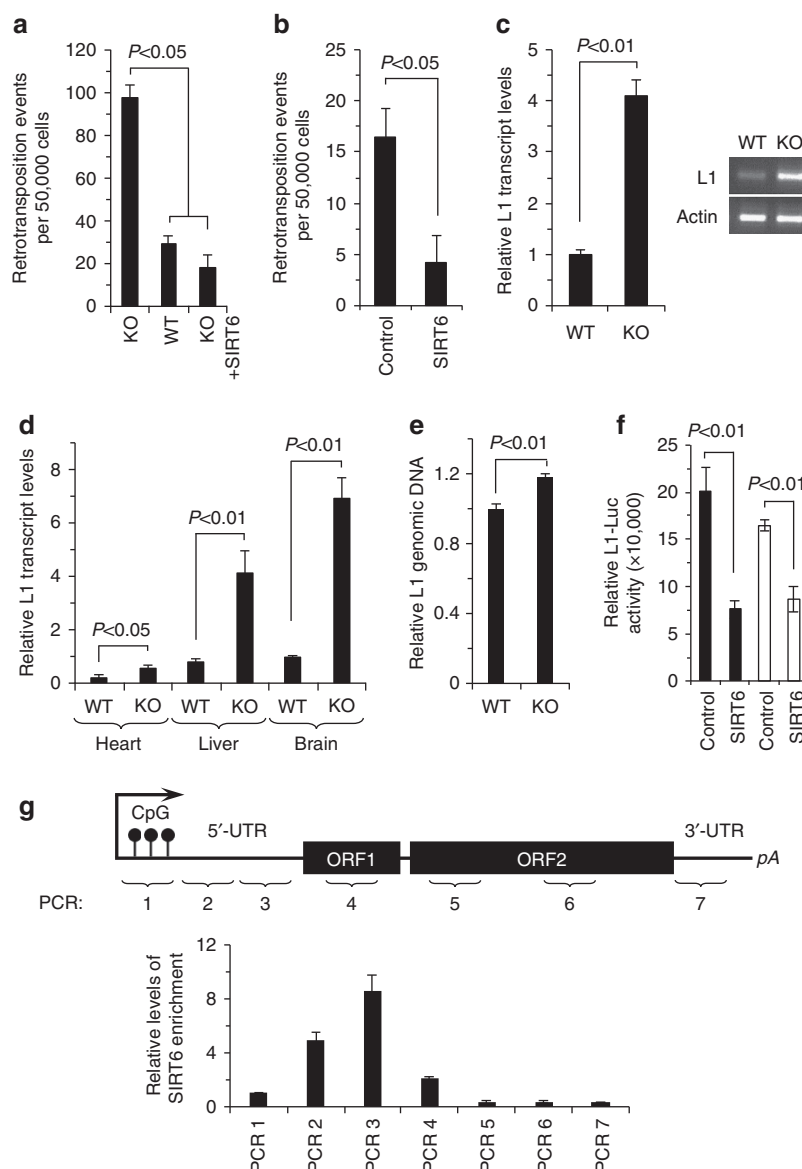 a
Retrotransposition events
per 50,000 cells
P<0.05
120
100
80
60
40
20
0
KO
WT
KO
+SIRT6
b
Retrotransposition events
per 50,000 cells
P<0.05
25
20
15
10
5
0
Control
SIRT6
c
Relative L1 transcript levels
P<0.01
5
4
3
2
1
0
WT
KO
WT KO
L1
Actin
d
Relative L1 transcript levels
8
6
4
2
0
P<0.05
P<0.01
P<0.01
WT KO WT KO WT KO
Heart Liver Brain
e
Relative L1 genomic DNA
P<0.01
1.2
0.8
0.4
0
WT KO
f
Relative L1-Luc
activity (×10,000)
P<0.01
P<0.01
25
20
15
10
5
0
Control
SIRT6
Control
SIRT6
g
CpG
5′-UTR
ORF1
ORF2
3′-UTR
pA
PCR: 1 2 3 4 5 6 7
Relative levels of
SIRT6 enrichment
12
8
4
0
PCR 1
PCR 2
PCR 3
PCR 4
PCR 5
PCR 6
PCR 7